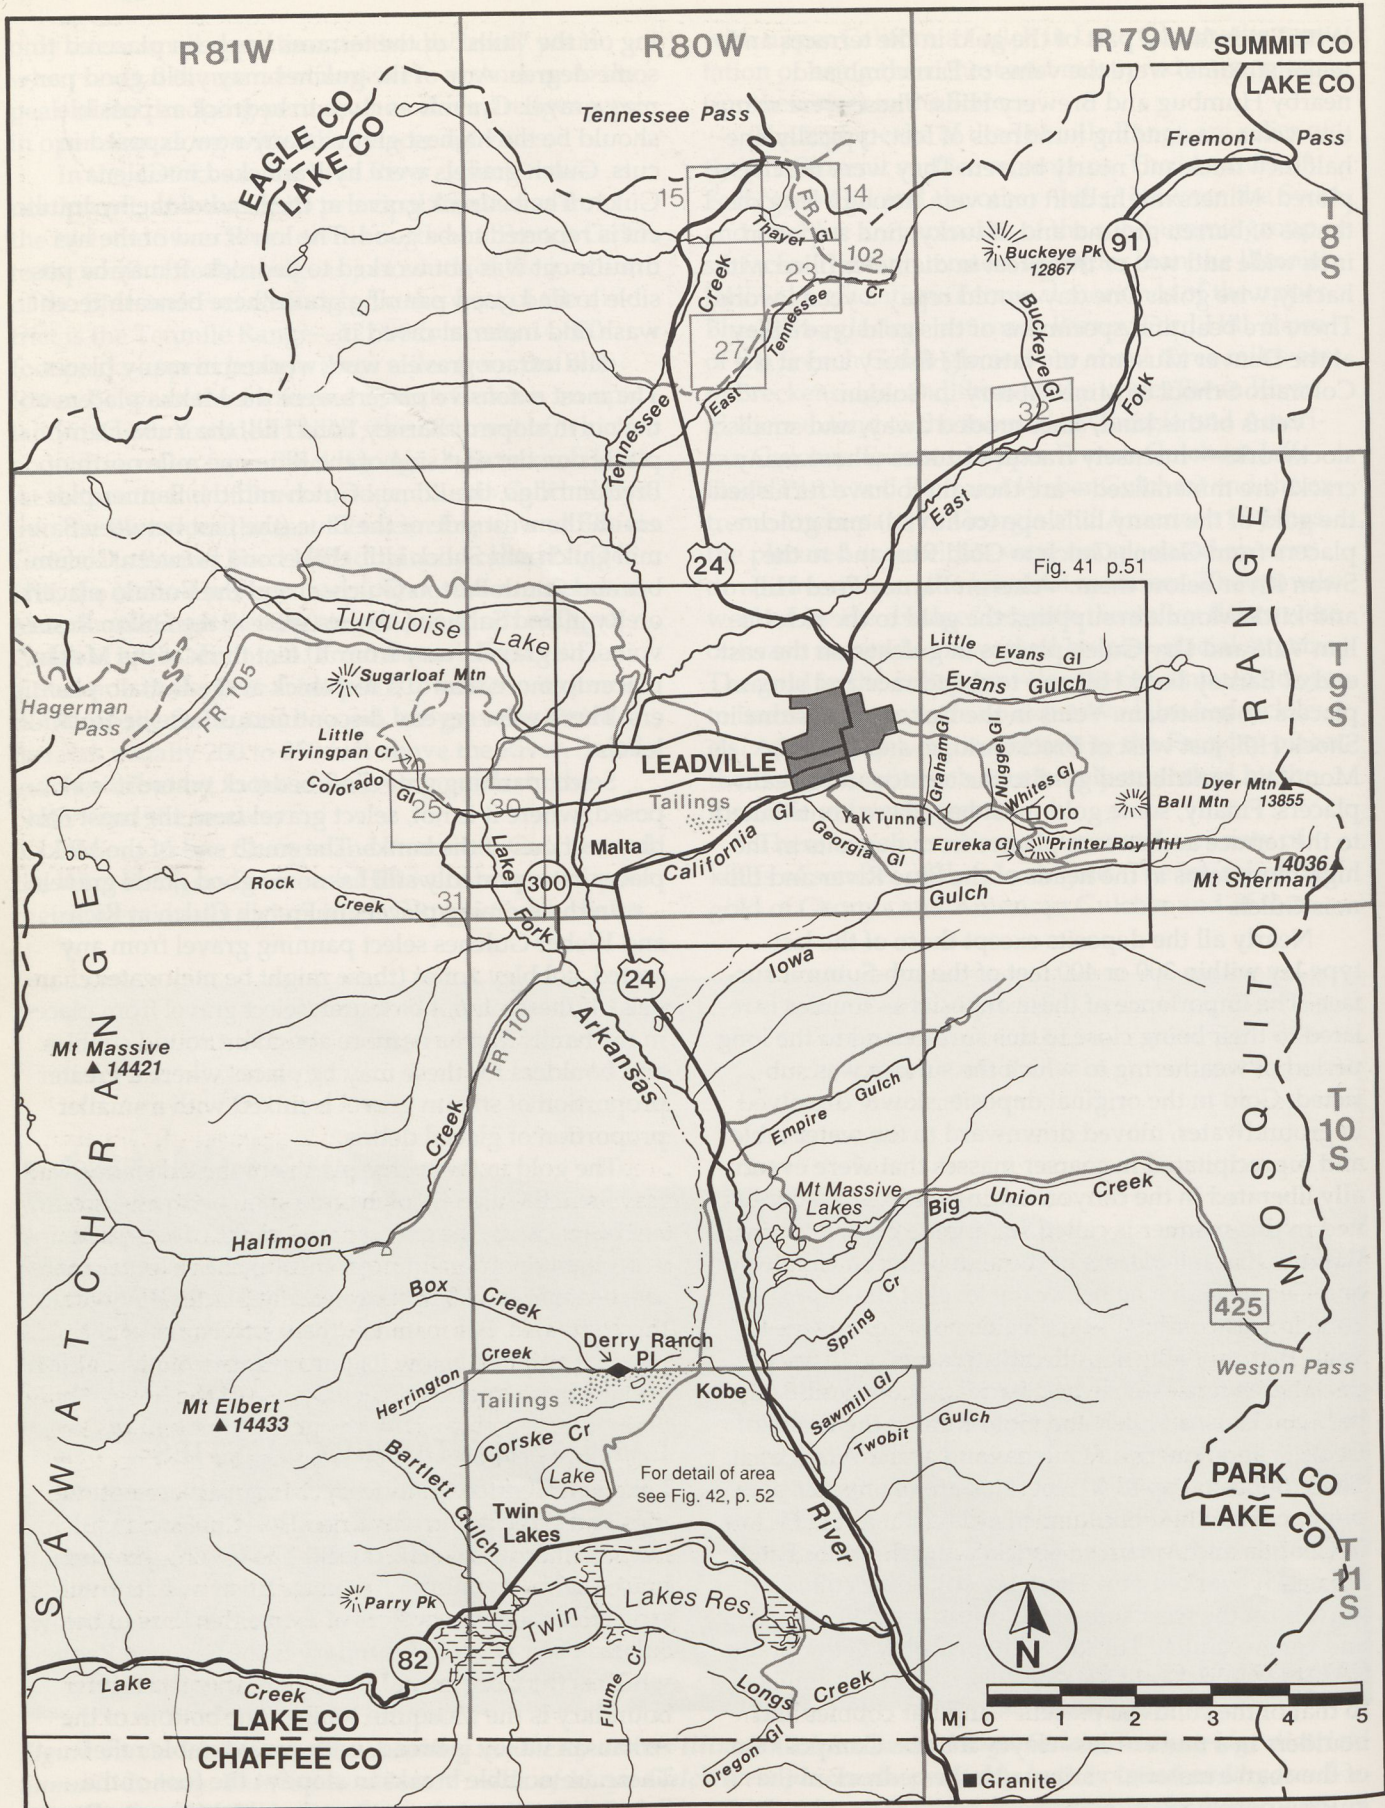 R81W
R80W
R79W
SUMMIT CO
LAKE CO
EAGLE CO
LAKE CO
Tennessee Pass
Fremont Pass
15
FR
14
Thayer Gl
102
23
Creek
Tennessee
Cr
27
East
Tennessee
Buckeye Pk
12867
91
T
8
S
Buckeye Gl
32
Fork
East
24
Fig. 41 p.51
Turquoise Lake
Sugarloaf Mtn
Hagerman
Pass
FR 105
Little
Fryingpan Cr
Colorado
Gl
25
30
Little Evans Gl
Evans Gulch
T
9
S
LEADVILLE
Tailings
California Gl
Malta
Lake
Fork
300
Rock
Creek
31
Graham Gl
Nugget Gl
Whites Gl
Oro
Yak Tunnel
Georgia Gl
Eureka Gl
Printer Boy Hill
Ball Mtn
Dyer Mtn
13855
14036
Mt Sherman
Gulch
Iowa
24
FR 110
Arkansas
Mt Massive
14421
Creek
Halfmoon
Empire Gulch
T
10
S
Mt Massive
Lakes
Big Union Creek
Spring Cr
425
Weston Pass
MOSQUITO RANGE
SAWATCH RANGE
Box Creek
Derry Ranch
Pl
Herrington Creek
Tailings
Kobe
Mt Elbert
14433
Corske Cr
Bartlett Gulch
Lake
For detail of area
see Fig. 42, p. 52
Twin
Lakes
Sawmill Gl
Twobit Gulch
River
PARK CO
LAKE CO
T
11
S
Parry Pk
Twin Lakes Res.
82
Lake Creek
Flume Cr
Longs Creek
Oregon Gl
LAKE CO
CHAFFEE CO
N
Mi 0 1 2 3 4 5
Granite